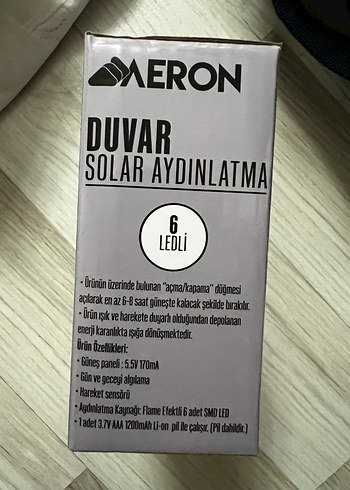 AERON
DUVAR
SOLAR AYDINLATMA
6
LEDLİ
• Ürünün üzerinde bulunan "açma/kapama" düğmesi
açılarak en az 6-8 saat güneşte kalacak şekilde bırakılır.
• Ürün ışık ve harekete duyarlı olduğundan depolanan
enerji karanlıkta ışığa dönüşmektedir.
Ürün Özellikleri:
• Güneş paneli : 5.5V 170mA
• Gün ve geceyi algılama
• Hareket sensörü
• Aydınlatma Kaynağı: Flame Efektli 6 adet SMD LED
• 1 adet 3.7V AAA 1200mAh Li-on pil ile çalışır. (Pil dahildir.)